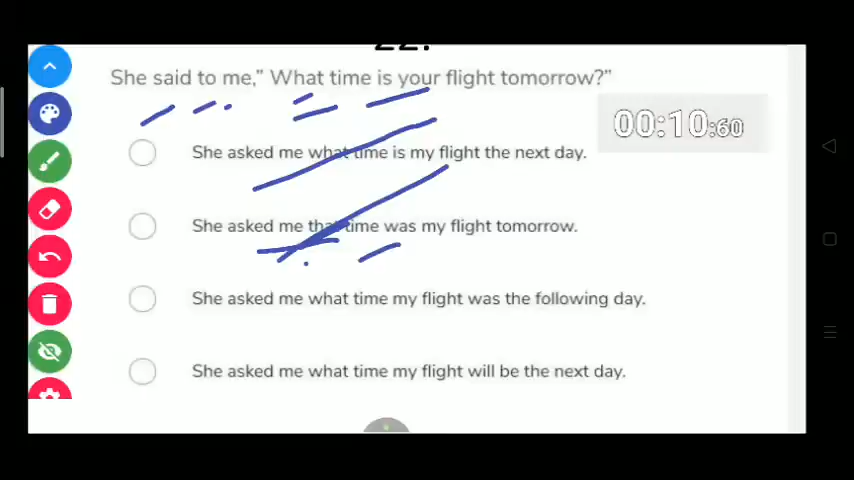 22.
She said to me,” What time is your flight tomorrow?”
00:10:60
She asked me what time is my flight the next day.
She asked me that time was my flight tomorrow.
She asked me what time my flight was the following day.
She asked me what time my flight will be the next day.